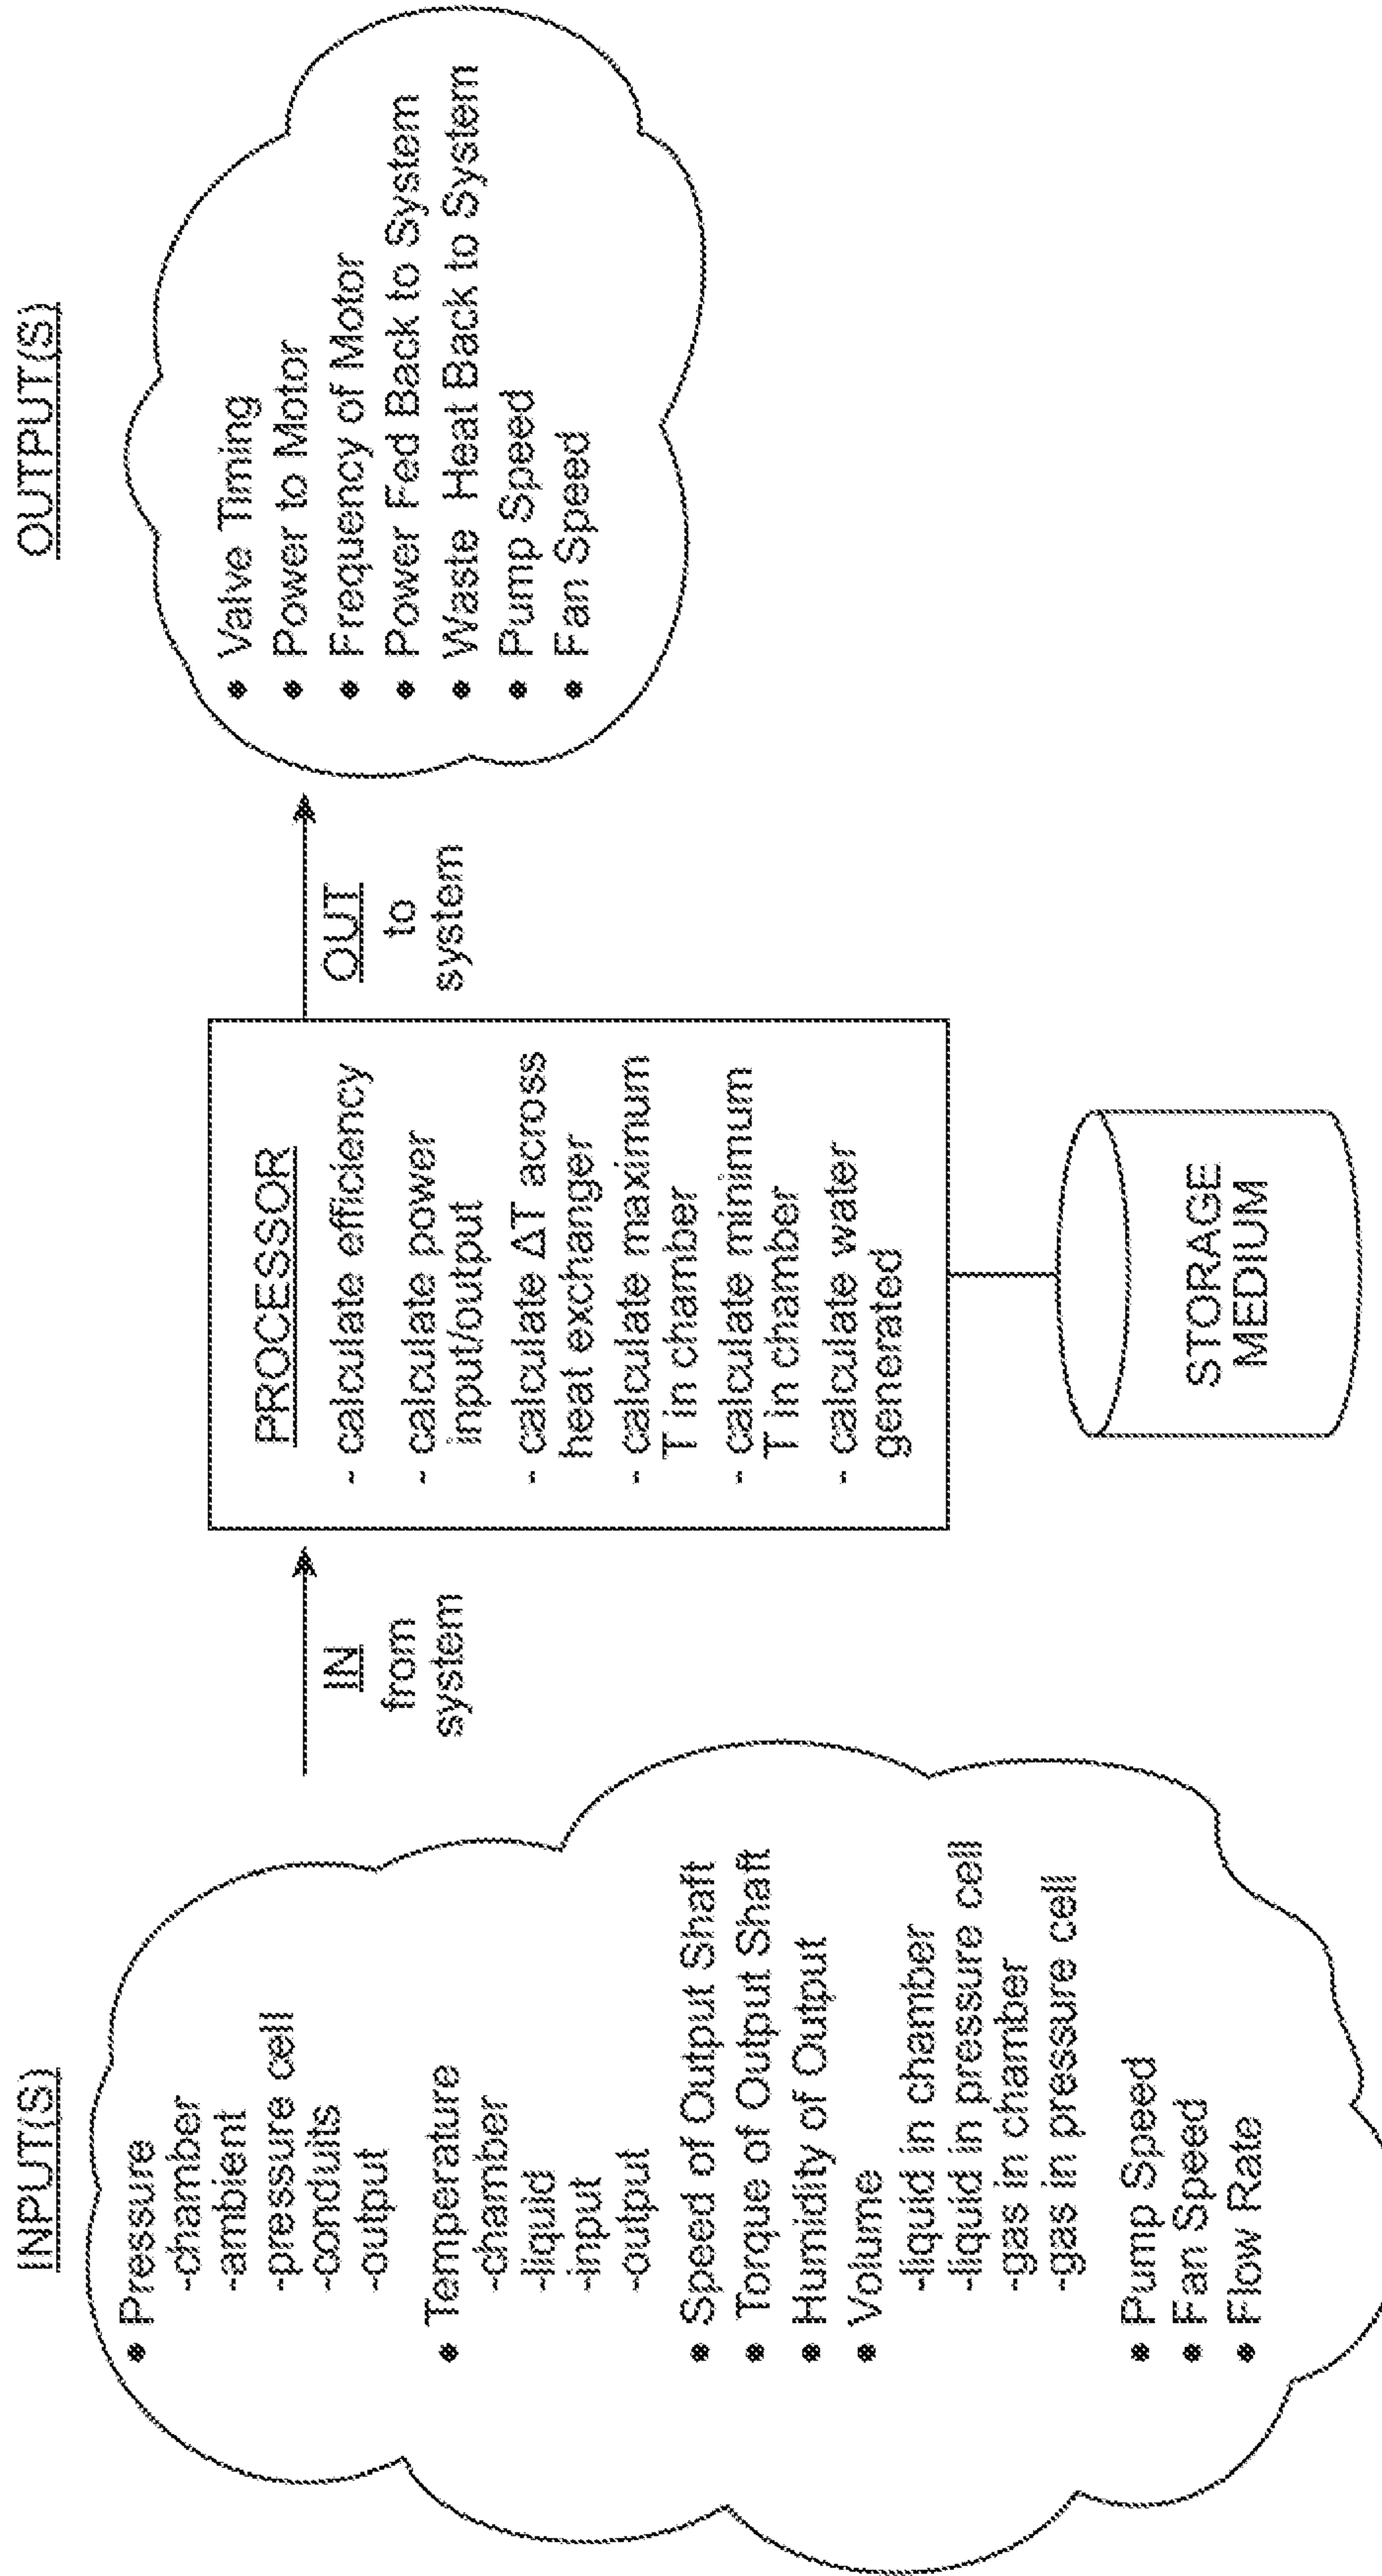 INPUT(S)
● Pressure
-chamber
-ambient
-pressure cell
-conduits
-output
● Temperature
-chamber
-liquid
-input
-output
● Speed of Output Shaft
● Torque of Output Shaft
● Humidity of Output
● Volume
-liquid in chamber
-liquid in pressure cell
-gas in chamber
-gas in pressure cell
● Pump Speed
● Fan Speed
● Flow Rate
IN
from
system
PROCESSOR
- calculate efficiency
- calculate power
input/output
- calculate ΔT across
heat exchanger
- calculate maximum
T in chamber
- calculate minimum
T in chamber
- calculate water
generated
STORAGE
MEDIUM
OUT
to
system
OUTPUT(S)
● Valve Timing
● Power to Motor
● Frequency of Motor
● Power Fed Back to System
● Waste Heat Back to System
● Pump Speed
● Fan Speed